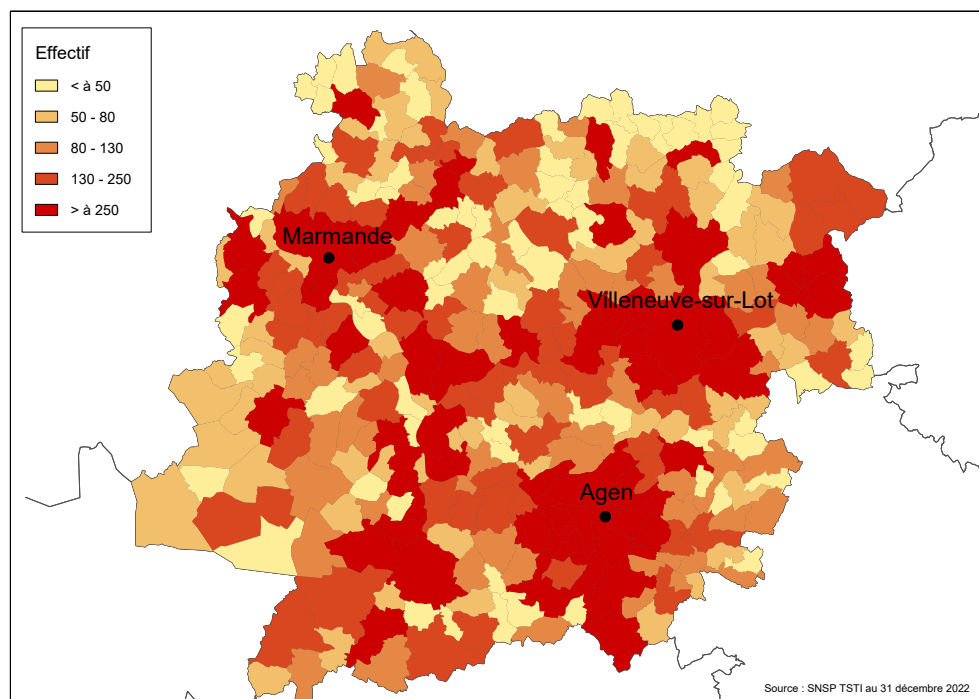 Effectif
< à 50
50 - 80
80 - 130
130 - 250
> à 250
Marmande
Villeneuve-sur-Lot
Agen
Source : SNSP TSTI au 31 décembre 2022